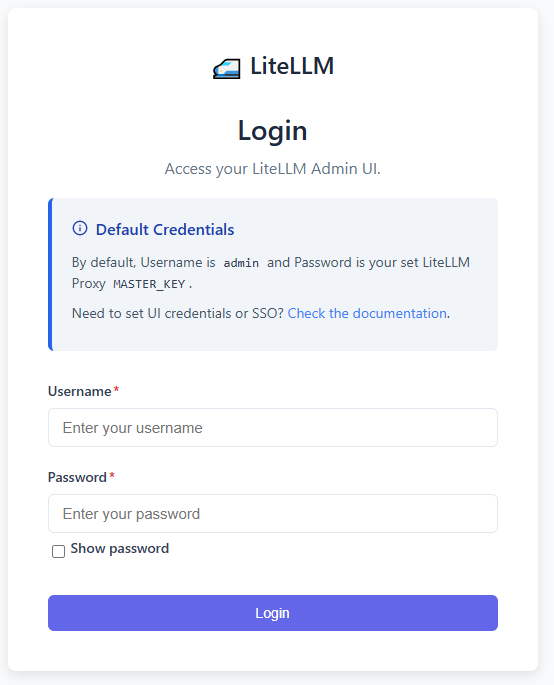 LiteLLM
Login
Access your LiteLLM Admin UI.
Default Credentials
By default, Username is admin and Password is your set LiteLLM
Proxy MASTER_KEY.
Need to set UI credentials or SSO? Check the documentation.
Username*
Enter your username
Password*
Enter your password
Show password
Login